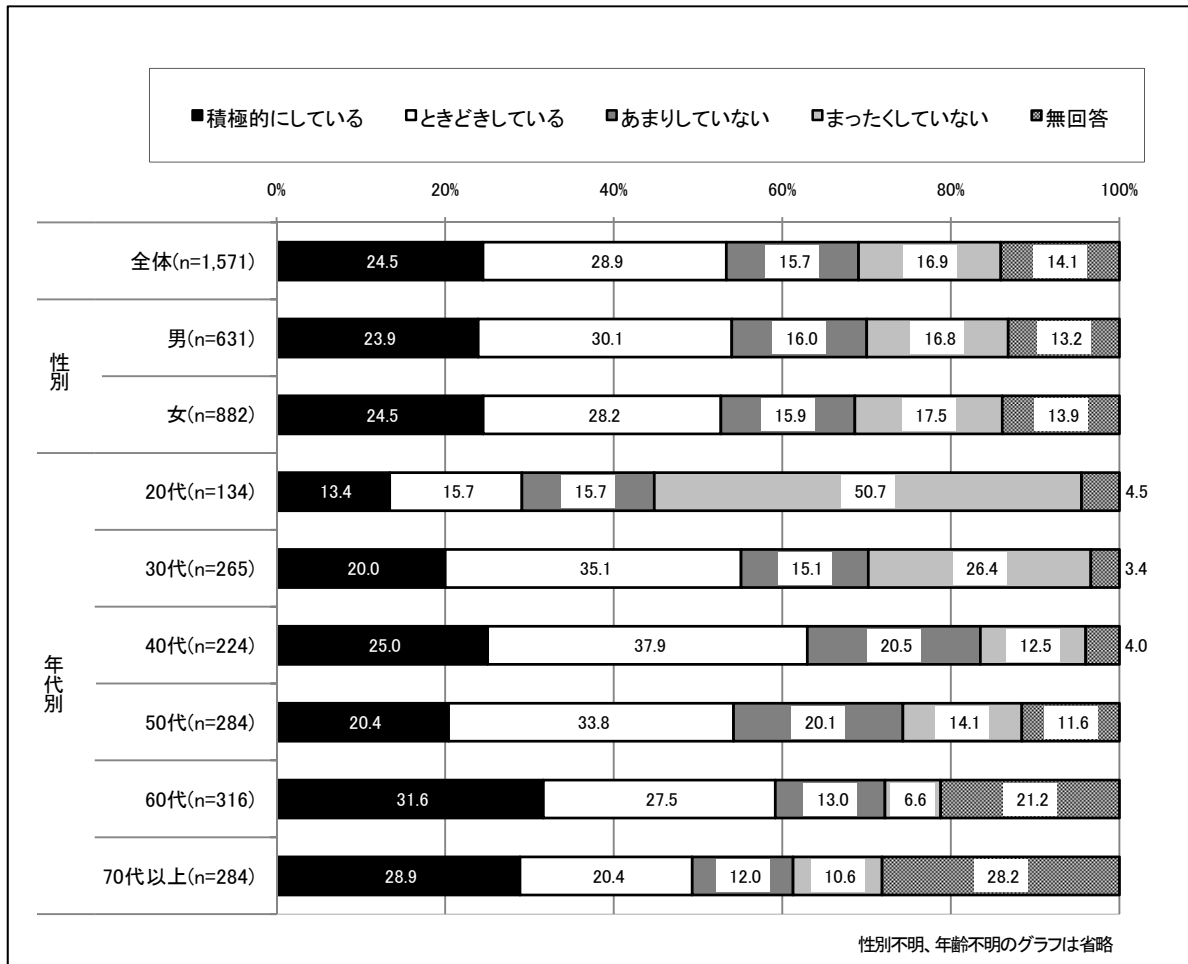 ■積極的にしている □ときどきしている ■あまりしていない ■まったくしていない ■無回答
0% 20% 40% 60% 80% 100%
全体(n=1,571) 24.5 28.9 15.7 16.9 14.1
性別
男(n=631) 23.9 30.1 16.0 16.8 13.2
女(n=882) 24.5 28.2 15.9 17.5 13.9
年代別
20代(n=134) 13.4 15.7 15.7 50.7 4.5
30代(n=265) 20.0 35.1 15.1 26.4 3.4
40代(n=224) 25.0 37.9 20.5 12.5 4.0
50代(n=284) 20.4 33.8 20.1 14.1 11.6
60代(n=316) 31.6 27.5 13.0 6.6 21.2
70代以上(n=284) 28.9 20.4 12.0 10.6 28.2
性別不明、年齢不明のグラフは省略